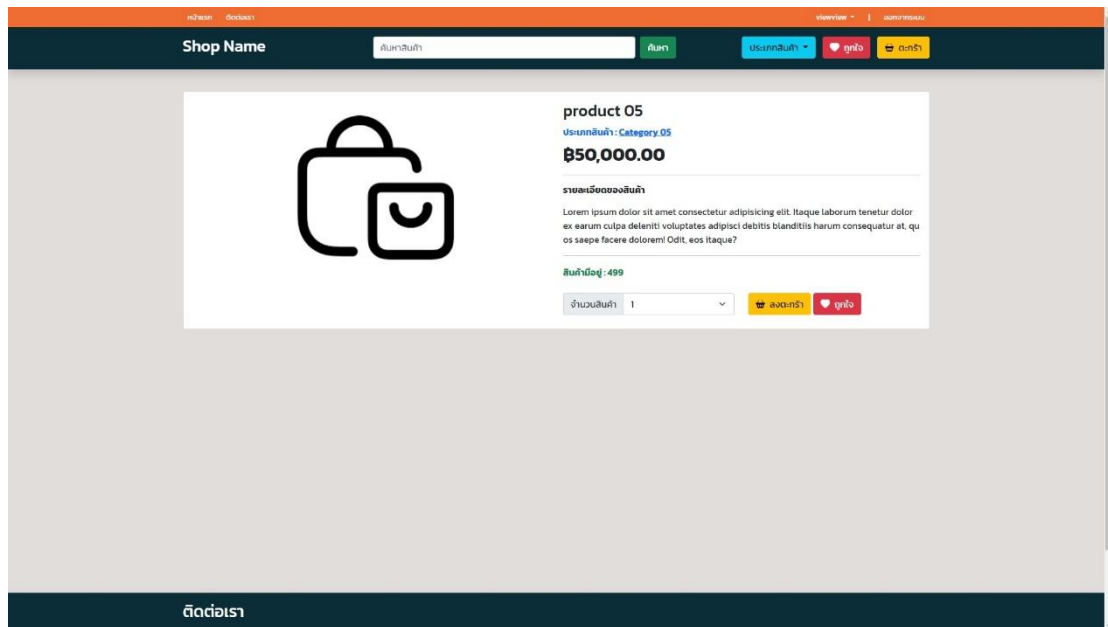 หน้าแรก ติดต่อเรา viewview | ออกจากระบบ
Shop Name ค้นหาสินค้า ค้นหา ประเภทสินค้า ถูกใจ ตะกร้า
product 05
ประเภทสินค้า : Category 05
฿50,000.00
รายละเอียดของสินค้า
Lorem ipsum dolor sit amet consectetur adipisicing elit. Itaque laborum tenetur dolor
ex earum culpa deleniti voluptates adipisci debitis blanditiis harum consequatur at, qu
os saepe facere dolorem! Odit, eos itaque?
สินค้ามีอยู่ : 499
จำนวนสินค้า 1 ลงตะกร้า ถูกใจ
ติดต่อเรา